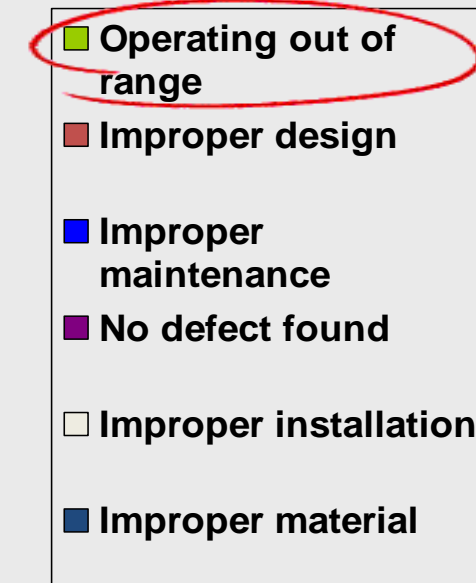 Operating out of
range
Improper design
Improper
maintenance
No defect found
Improper installation
Improper material